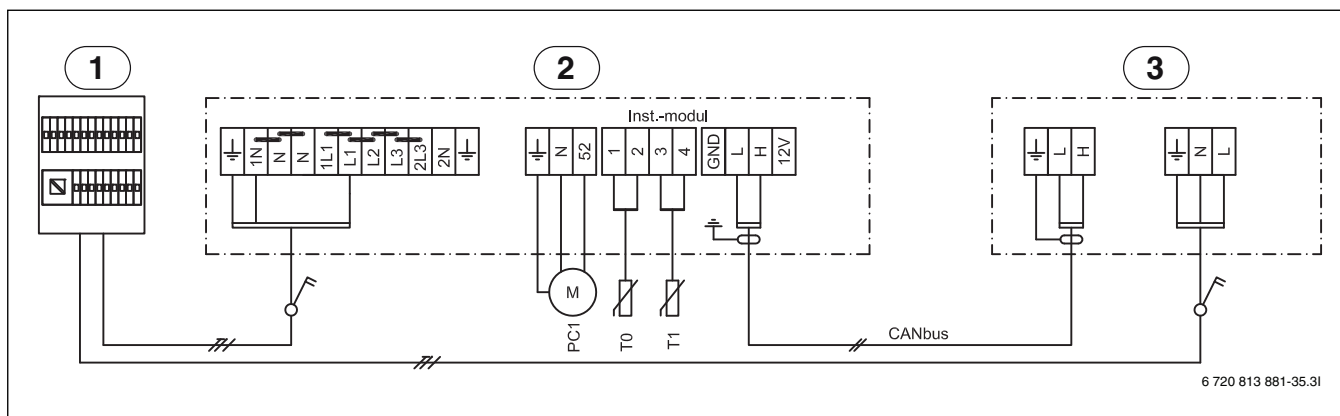 1
2
3
Inst.-modul
1N N N 1L1 L1 L2 L3 2L3 2N
N 52
1 2 3 4
GND L H 12V
L H
N L
M
PC1
T0
T1
CANbus
6 720 813 881-35.3I